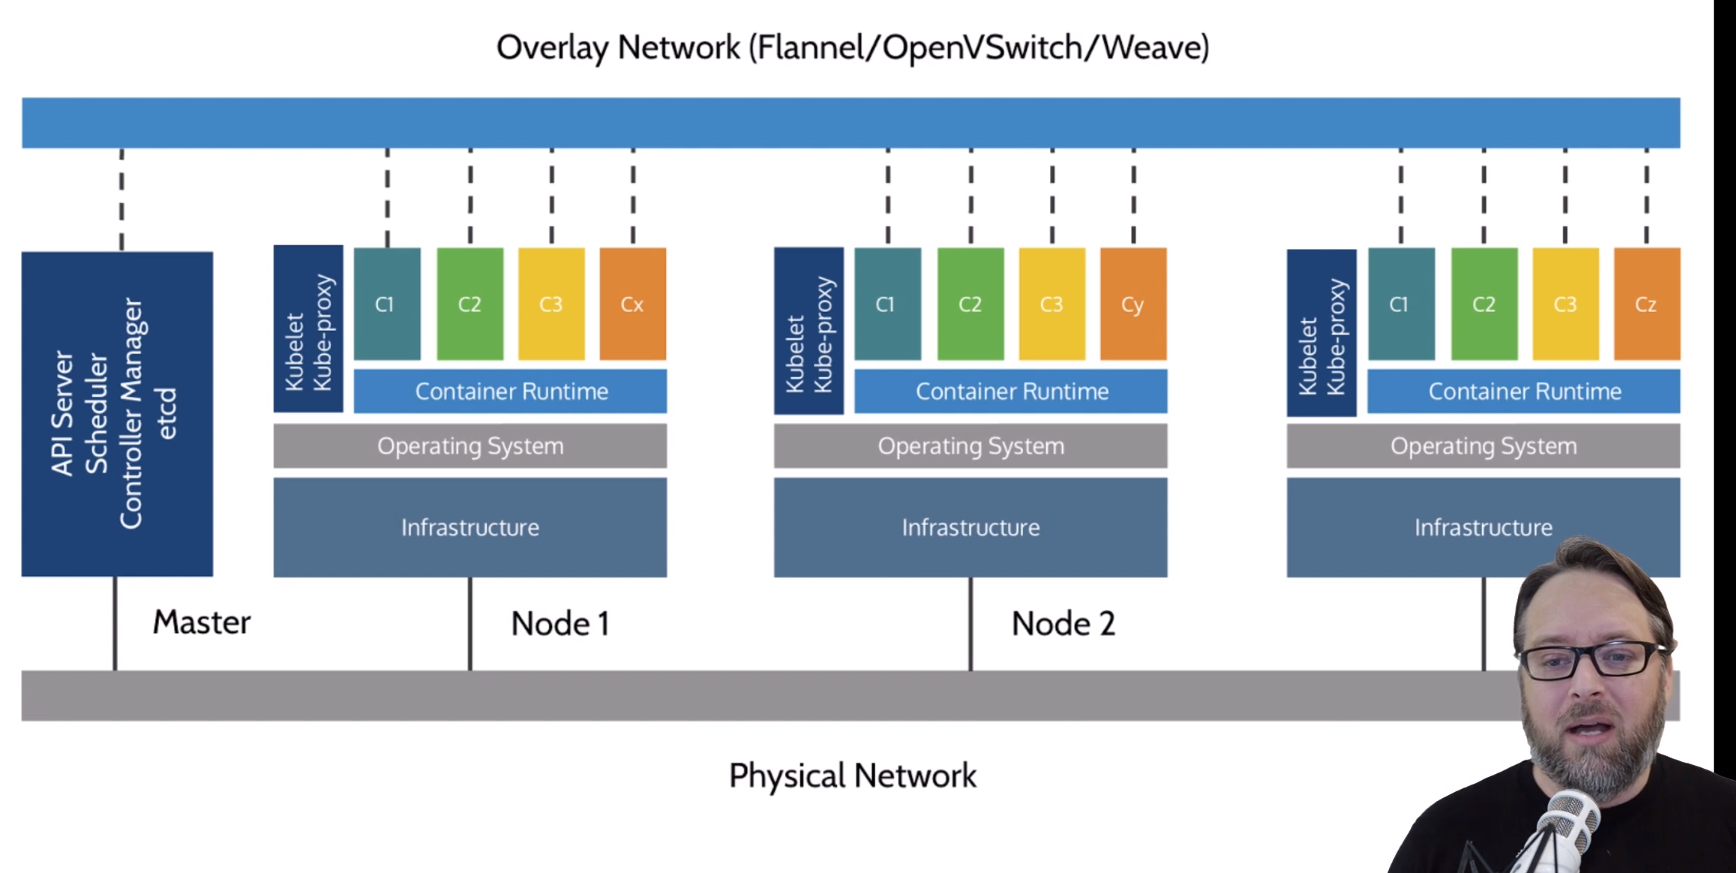 Overlay Network (Flannel/OpenVSwitch/Weave)
API Server
Scheduler
Controller Manager
etcd
Kubelet
Kube-proxy
C1
C2
C3
Cx
Container Runtime
Operating System
Infrastructure
Kubelet
Kube-proxy
C1
C2
C3
Cy
Container Runtime
Operating System
Infrastructure
Kubelet
Kube-proxy
C1
C2
C3
Cz
Container Runtime
Operating System
Infrastructure
Master
Node 1
Node 2
Physical Network